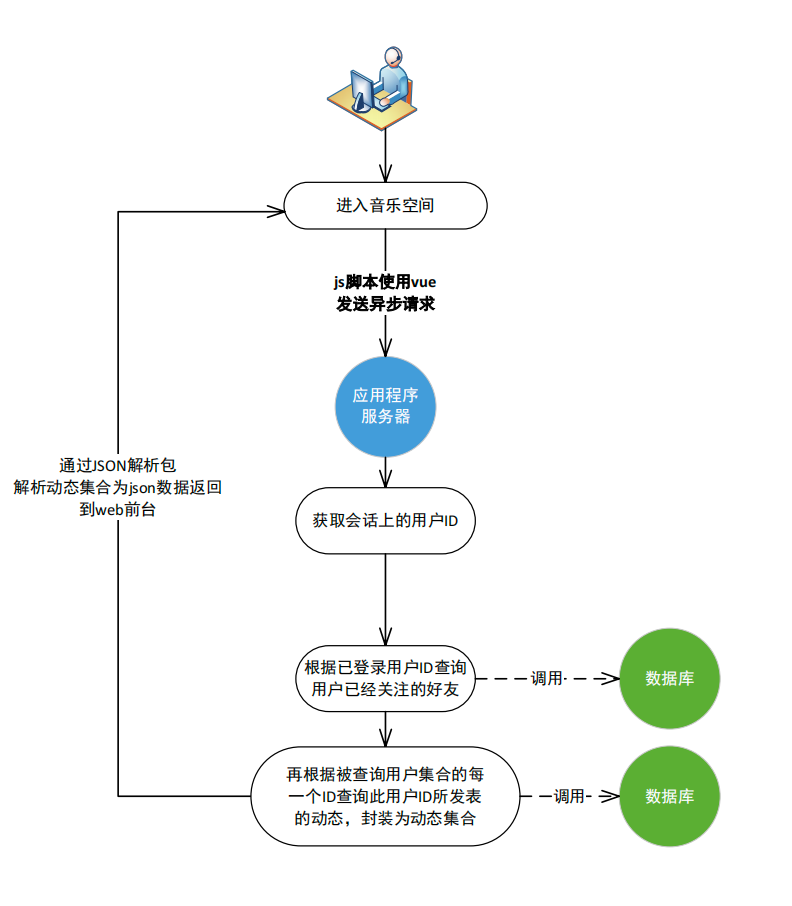 进入音乐空间
js脚本使用vue
发送异步请求
应用程序
服务器
通过JSON解析包
解析动态集合为json数据返回
到web前台
获取会话上的用户ID
根据已登录用户ID查询
用户已经关注的好友
调用
数据库
再根据被查询用户集合的每
一个ID查询此用户ID所发表
的动态，封装为动态集合
调用
数据库